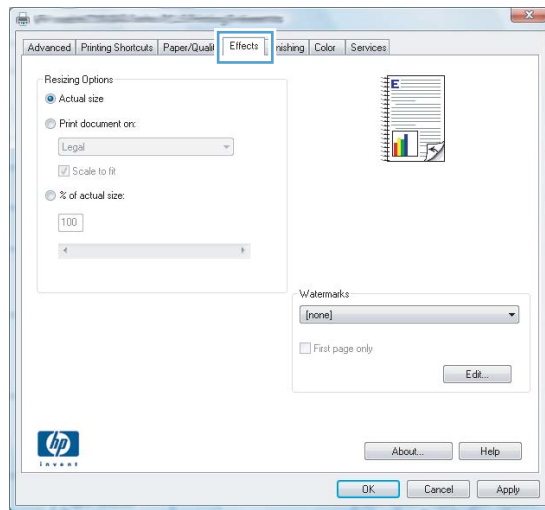 Advanced Printing Shortcuts Paper/Quali Effects nishing Color Services
Resizing Options
Actual size
Print document on:
Legal
Scale to fit
% of actual size:
100
E
Watermarks
[none]
First page only
Edit...
hp
invent
About... Help
OK Cancel Apply